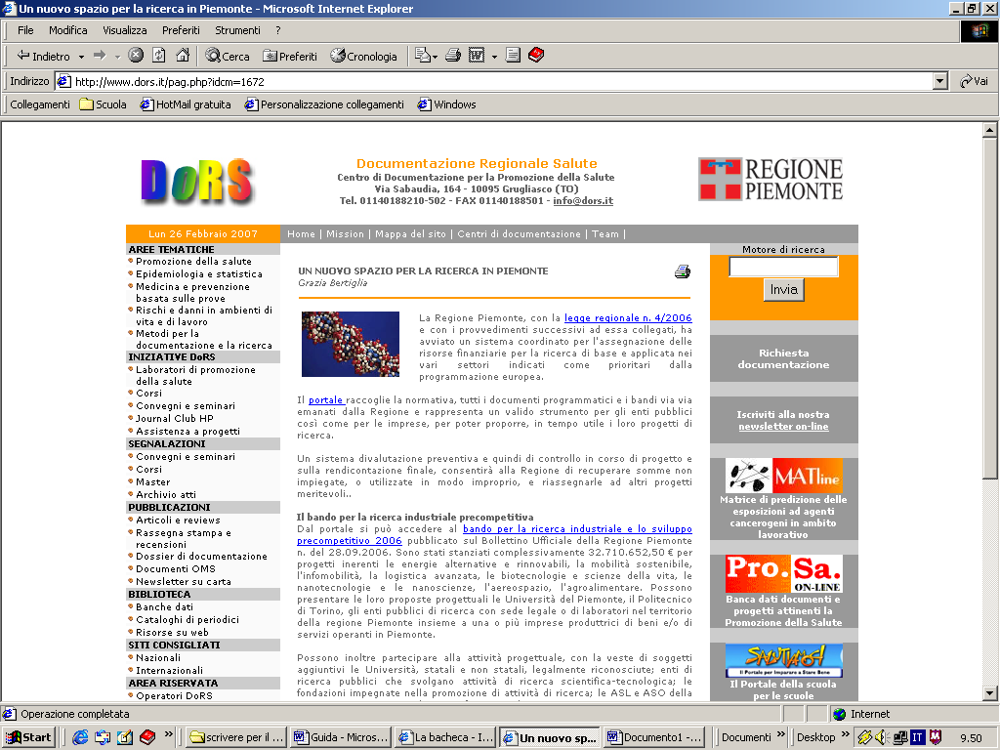 Un nuovo spazio per la ricerca in Piemonte - Microsoft Internet Explorer
File Modifica Visualizza Preferiti Strumenti ?
Indietro Cerca Preferiti Cronologia
Indirizzo http://www.dors.it/pag.php?idcm=1672 Vai
Collegamenti Scuola HotMail gratuita Personalizzazione collegamenti Windows
DoRS
Documentazione Regionale Salute
Centro di Documentazione per la Promozione della Salute
Via Sabaudia, 164 - 10095 Grugliasco (TO)
Tel. 01140188210-502 - FAX 01140188501 - info@dors.it
REGIONE
PIEMONTE
Lun 26 Febbraio 2007
Home | Mission | Mappa del sito | Centri di documentazione | Team |
AREE TEMATICHE
Promozione della salute
Epidemiologia e statistica
Medicina e prevenzione
basata sulle prove
Rischi e danni in ambienti di
vita e di lavoro
Metodi per la
documentazione e la ricerca
INIZIATIVE DoRS
Laboratori di promozione
della salute
Corsi
Convegni e seminari
Journal Club HP
Assistenza a progetti
SEGNALAZIONI
Convegni e seminari
Corsi
Master
Archivio atti
PUBBLICAZIONI
Articoli e reviews
Rassegna stampa e
recensioni
Dossier di documentazione
Documenti OMS
Newsletter su carta
BIBLIOTECA
Banche dati
Cataloghi di periodici
Risorse su web
SITI CONSIGLIATI
Nazionali
Internazionali
AREA RISERVATA
Operatori DoRS
UN NUOVO SPAZIO PER LA RICERCA IN PIEMONTE
Grazia Bertiglia
La Regione Piemonte, con la legge regionale n. 4/2006
e con i provvedimenti successivi ad essa collegati, ha
avviato un sistema coordinato per l'assegnazione delle
risorse finanziarie per la ricerca di base e applicata nei
vari settori indicati come prioritari dalla
programmazione europea.
Il portale raccoglie la normativa, tutti i documenti programmatici e i bandi via via
emanati dalla Regione e rappresenta un valido strumento per gli enti pubblici
così come per le imprese, per poter proporre, in tempo utile i loro progetti di
ricerca.
Un sistema divalutazione preventiva e quindi di controllo in corso di progetto e
sulla rendicontazione finale, consentirà alla Regione di recuperare somme non
impiegate, o utilizzate in modo improprio, e riassegnarle ad altri progetti
meritevoli..
Il bando per la ricerca industriale precompetitiva
Dal portale si può accedere al bando per la ricerca industriale e lo sviluppo
precompetitivo 2006 pubblicato sul Bollettino Ufficiale della Regione Piemonte
n. del 28.09.2006. Sono stati stanziati complessivamente 32.710.652,50 € per
progetti inerenti le energie alternative e rinnovabili, la mobilità sostenibile,
l'infomobilità, la logistica avanzata, le biotecnologie e scienze della vita, le
nanotecnologie e le nanoscienze, l'aereospazio, l'agroalimentare. Possono
presentare le loro proposte progettuali le Università del Piemonte, il Politecnico
di Torino, gli enti pubblici di ricerca con sede legale o di laboratori nel territorio
della regione Piemonte insieme a una o più imprese produttrici di beni e/o di
servizi operanti in Piemonte.
Possono inoltre partecipare alla attività progettuale, con la veste di soggetti
aggiuntivi le Università, statali e non statali, legalmente riconosciute; enti di
ricerca pubblici che svolgano attività di ricerca scientifica-tecnologica; le
fondazioni impegnate nella promozione di attività di ricerca; le ASL e ASO della
Motore di ricerca
Invia
Richiesta
documentazione
Iscriviti alla nostra
newsletter on-line
MATline
Matrice di predizione delle
esposizioni ad agenti
cancerogeni in ambito
lavorativo
Pro.Sa.
ON-LINE
Banca dati documenti e
progetti attinenti la
Promozione della Salute
Il Portale per Imparare a Stare Bene
Il Portale della scuola
per le scuole
Operazione completata Internet
Start scrivere per il ... Guida - Micros... La bacheca - I... Un nuovo sp... Documento1 -... Documenti Desktop IT 9.50